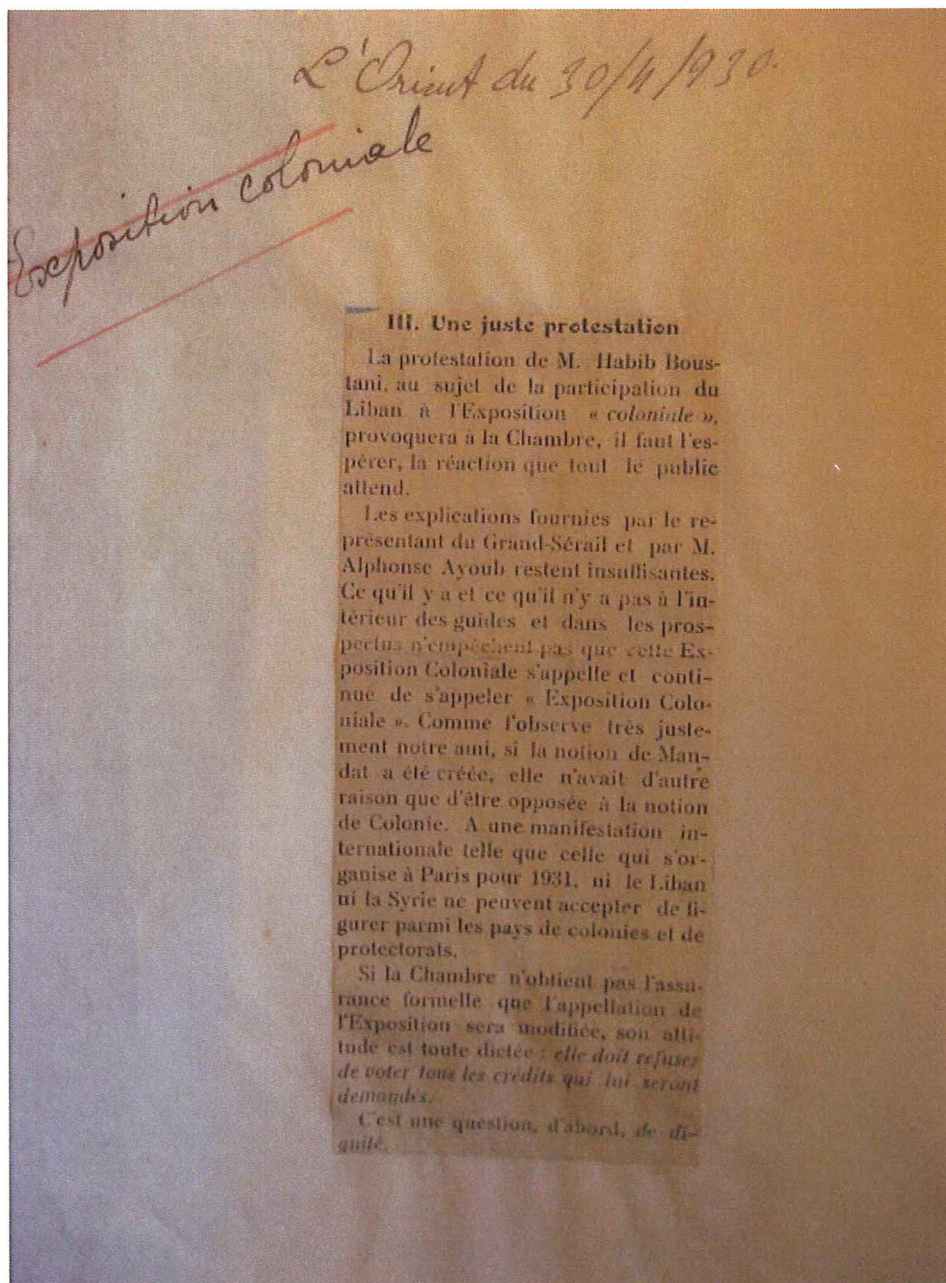 L'Orient du 30/4/930.
Exposition coloniale
III. Une juste protestation
La protestation de M. Habib Bous-
tani, au sujet de la participation du
Liban à l'Exposition « coloniale »,
provoquera à la Chambre, il faut l'es-
pérer, la réaction que tout le public
attend.
Les explications fournies par le re-
présentant du Grand-Sérail et par M.
Alphonse Ayoub restent insuffisantes.
Ce qu'il y a et ce qu'il n'y a pas à l'in-
térieur des guides et dans les pros-
pectus n'empêchent pas que cette Ex-
position Coloniale s'appelle et conti-
nue de s'appeler « Exposition Colo-
niale ». Comme l'observe très juste-
ment notre ami, si la notion de Man-
dat a été créée, elle n'avait d'autre
raison que d'être opposée à la notion
de Colonie. A une manifestation in-
ternationale telle que celle qui s'or-
ganise à Paris pour 1931, ni le Liban
ni la Syrie ne peuvent accepter de fi-
gurer parmi les pays de colonies et de
protectorats.
Si la Chambre n'obtient pas l'assu-
rance formelle que l'appellation de
l'Exposition sera modifiée, son atti-
tude est toute dictée : elle doit refuser
de voter tous les crédits qui lui seront
demandés.
C'est une question, d'abord, de di-
gnité.